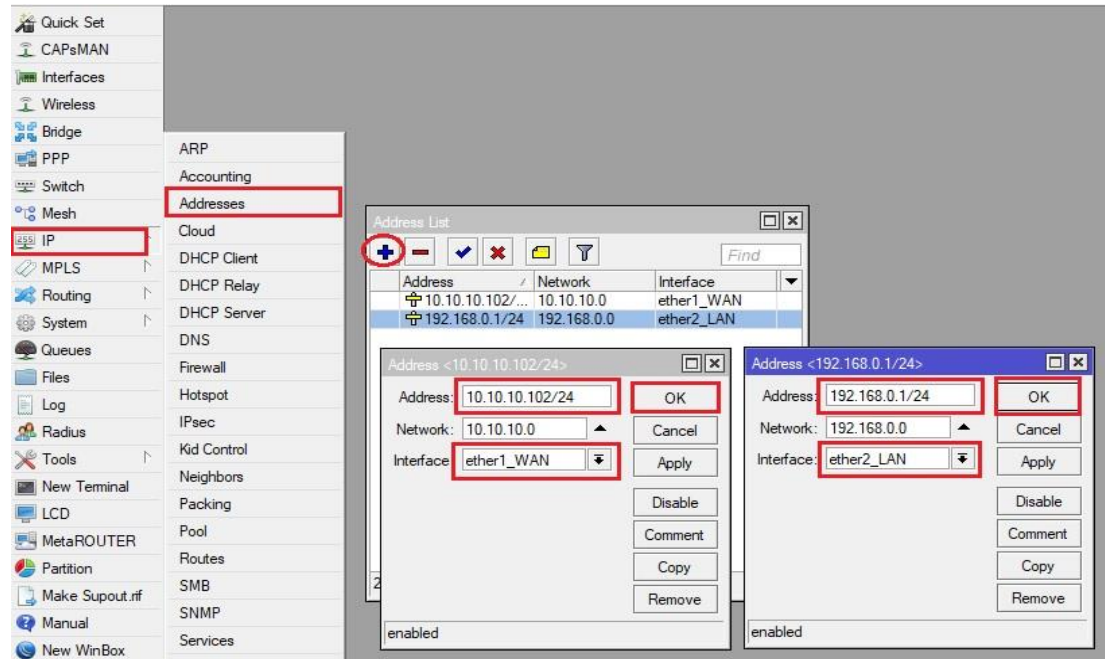 Quick Set
CAPsMAN
Interfaces
Wireless
Bridge
PPP
Switch
Mesh
255 IP
MPLS
Routing
System
Queues
Files
Log
Radius
Tools
New Terminal
LCD
MetaROUTER
Partition
Make Supout.rif
Manual
New WinBox
ARP
Accounting
Addresses
Cloud
DHCP Client
DHCP Relay
DHCP Server
DNS
Firewall
Hotspot
IPsec
Kid Control
Neighbors
Packing
Pool
Routes
SMB
SNMP
Services
Address List
Find
Address Network Interface
10.10.10.102/... 10.10.10.0 ether1_WAN
192.168.0.1/24 192.168.0.0 ether2_LAN
2
Address <10.10.10.102/24>
Address: 10.10.10.102/24 OK
Network: 10.10.10.0 Cancel
Interface: ether1_WAN Apply
Disable
Comment
Copy
Remove
enabled
Address <192.168.0.1/24>
Address: 192.168.0.1/24 OK
Network: 192.168.0.0 Cancel
Interface: ether2_LAN Apply
Disable
Comment
Copy
Remove
enabled